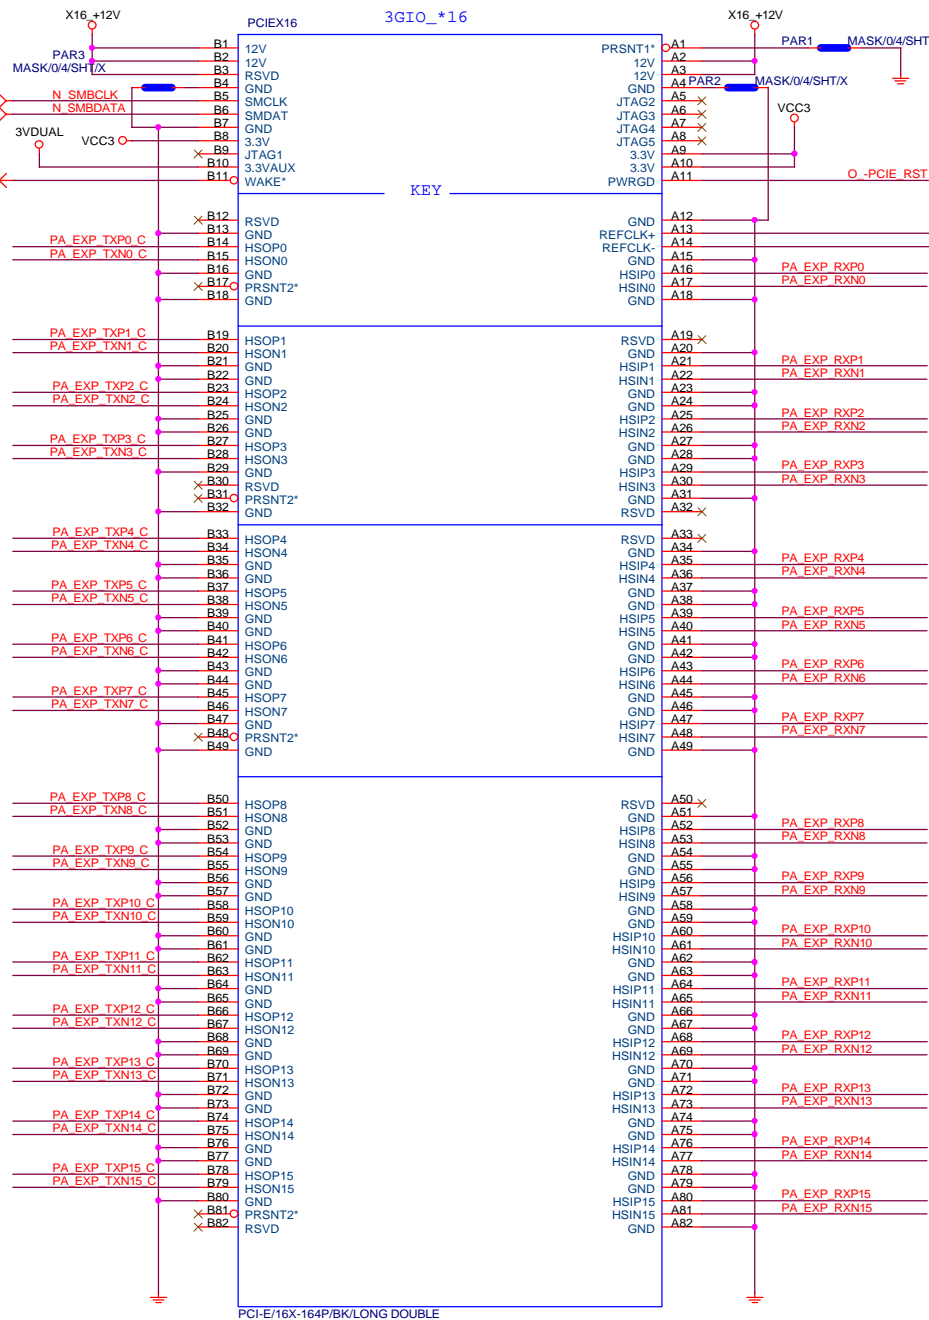 3GIO_*16
X16_+12V
PCIEX16
X16_+12V
PAR3
MASK/0/4/SHT/X
B1 12V
B2 12V
B3 RSVD
B4 GND
N_SMBCLK B5 SMCLK
N_SMBDATA B6 SMDAT
B7 GND
3VDUAL
VCC3 B8 3.3V
B9 JTAG1
B10 3.3VAUX
B11 WAKE*
PRSNT1* A1 PAR1 MASK/0/4/SHT
12V A2
12V A3
GND A4 PAR2 MASK/0/4/SHT/X
JTAG2 A5
JTAG3 A6
JTAG4 A7
JTAG5 A8
VCC3
3.3V A9
3.3V A10
PWRGD A11 O_-PCIE_RST
KEY
B12 RSVD
B13 GND
PA_EXP_TXP0_C B14 HSOP0
PA_EXP_TXN0_C B15 HSON0
B16 GND
B17 PRSNT2*
B18 GND
GND A12
REFCLK+ A13
REFCLK- A14
GND A15
HSIP0 A16 PA_EXP_RXP0
HSIN0 A17 PA_EXP_RXN0
GND A18
PA_EXP_TXP1_C B19 HSOP1
PA_EXP_TXN1_C B20 HSON1
B21 GND
B22 GND
PA_EXP_TXP2_C B23 HSOP2
PA_EXP_TXN2_C B24 HSON2
B25 GND
B26 GND
PA_EXP_TXP3_C B27 HSOP3
PA_EXP_TXN3_C B28 HSON3
B29 GND
B30 RSVD
B31 PRSNT2*
B32 GND
RSVD A19
GND A20
HSIP1 A21 PA_EXP_RXP1
HSIN1 A22 PA_EXP_RXN1
GND A23
GND A24
HSIP2 A25 PA_EXP_RXP2
HSIN2 A26 PA_EXP_RXN2
GND A27
GND A28
HSIP3 A29 PA_EXP_RXP3
HSIN3 A30 PA_EXP_RXN3
GND A31
RSVD A32
PA_EXP_TXP4_C B33 HSOP4
PA_EXP_TXN4_C B34 HSON4
B35 GND
B36 GND
PA_EXP_TXP5_C B37 HSOP5
PA_EXP_TXN5_C B38 HSON5
B39 GND
B40 GND
PA_EXP_TXP6_C B41 HSOP6
PA_EXP_TXN6_C B42 HSON6
B43 GND
B44 GND
PA_EXP_TXP7_C B45 HSOP7
PA_EXP_TXN7_C B46 HSON7
B47 GND
B48 PRSNT2*
B49 GND
RSVD A33
GND A34
HSIP4 A35 PA_EXP_RXP4
HSIN4 A36 PA_EXP_RXN4
GND A37
GND A38
HSIP5 A39 PA_EXP_RXP5
HSIN5 A40 PA_EXP_RXN5
GND A41
GND A42
HSIP6 A43 PA_EXP_RXP6
HSIN6 A44 PA_EXP_RXN6
GND A45
GND A46
HSIP7 A47 PA_EXP_RXP7
HSIN7 A48 PA_EXP_RXN7
GND A49
PA_EXP_TXP8_C B50 HSOP8
PA_EXP_TXN8_C B51 HSON8
B52 GND
B53 GND
PA_EXP_TXP9_C B54 HSOP9
PA_EXP_TXN9_C B55 HSON9
B56 GND
B57 GND
PA_EXP_TXP10_C B58 HSOP10
PA_EXP_TXN10_C B59 HSON10
B60 GND
B61 GND
PA_EXP_TXP11_C B62 HSOP11
PA_EXP_TXN11_C B63 HSON11
B64 GND
B65 GND
PA_EXP_TXP12_C B66 HSOP12
PA_EXP_TXN12_C B67 HSON12
B68 GND
B69 GND
PA_EXP_TXP13_C B70 HSOP13
PA_EXP_TXN13_C B71 HSON13
B72 GND
B73 GND
PA_EXP_TXP14_C B74 HSOP14
PA_EXP_TXN14_C B75 HSON14
B76 GND
B77 GND
PA_EXP_TXP15_C B78 HSOP15
PA_EXP_TXN15_C B79 HSON15
B80 GND
B81 PRSNT2*
B82 RSVD
RSVD A50
GND A51
HSIP8 A52 PA_EXP_RXP8
HSIN8 A53 PA_EXP_RXN8
GND A54
GND A55
HSIP9 A56 PA_EXP_RXP9
HSIN9 A57 PA_EXP_RXN9
GND A58
GND A59
HSIP10 A60 PA_EXP_RXP10
HSIN10 A61 PA_EXP_RXN10
GND A62
GND A63
HSIP11 A64 PA_EXP_RXP11
HSIN11 A65 PA_EXP_RXN11
GND A66
GND A67
HSIP12 A68 PA_EXP_RXP12
HSIN12 A69 PA_EXP_RXN12
GND A70
GND A71
HSIP13 A72 PA_EXP_RXP13
HSIN13 A73 PA_EXP_RXN13
GND A74
GND A75
HSIP14 A76 PA_EXP_RXP14
HSIN14 A77 PA_EXP_RXN14
GND A78
GND A79
HSIP15 A80 PA_EXP_RXP15
HSIN15 A81 PA_EXP_RXN15
GND A82
PCI-E/16X-164P/BK/LONG DOUBLE